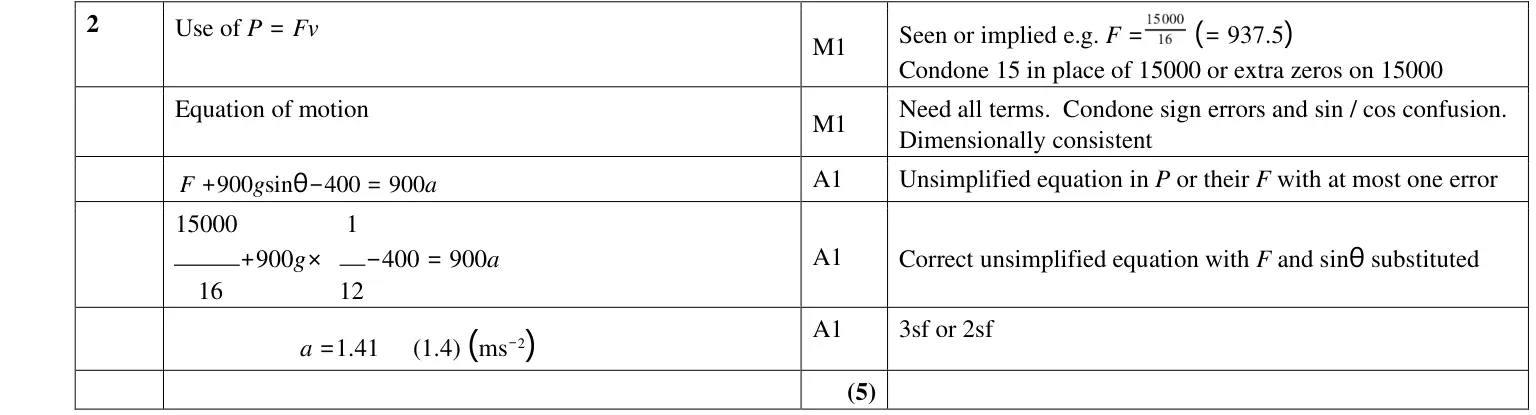 2 Use of P = Fv M1 Seen or implied e.g. F = 15000/16 (= 937.5)
Condone 15 in place of 15000 or extra zeros on 15000
Equation of motion M1 Need all terms. Condone sign errors and sin / cos confusion.
Dimensionally consistent
F +900gsinθ−400 = 900a A1 Unsimplified equation in P or their F with at most one error
15000 1
+900g× −400 = 900a A1 Correct unsimplified equation with F and sinθ substituted
16 12
a =1.41 (1.4) (ms⁻²) A1 3sf or 2sf
(5)